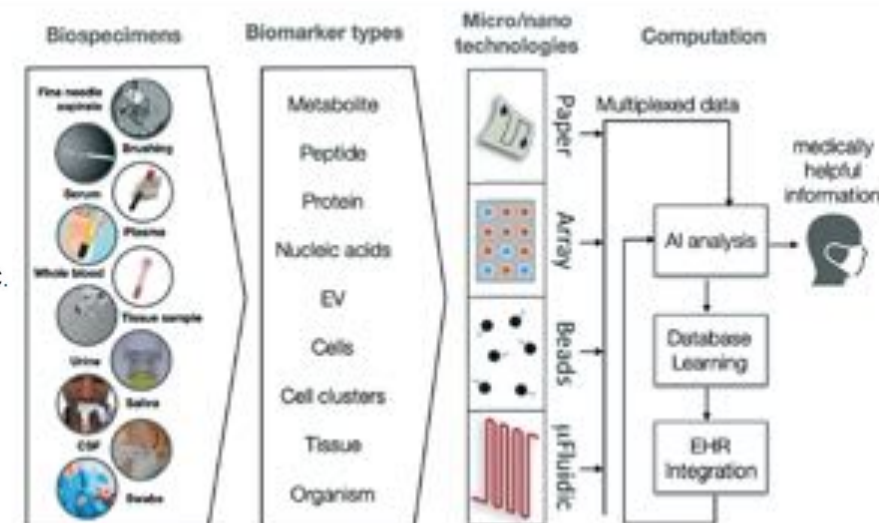 Biospecimens
Biomarker types
Micro/nano
technologies
Computation
Fine needle
aspirate
Brushing
Serum
Plasma
Whole blood
Tissue sample
Urine
Saliva
CSF
Swabs
Metabolite
Peptide
Protein
Nucleic acids
EV
Cells
Cell clusters
Tissue
Organism
Paper
Array
Beads
μFluidic
Multiplexed data
AI analysis
Database
Learning
EHR
Integration
medically
helpful
information